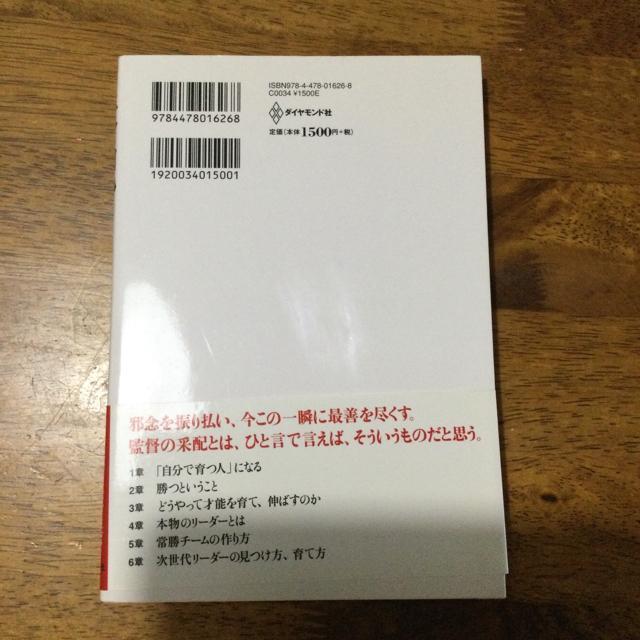 ISBN978-4-478-01626-8
C0034 ¥1500E
ダイヤモンド社
定価(本体1500円+税)
9784478016268
1920034015001
邪念を振り払い、今この一瞬に最善を尽くす。
監督の采配とは、ひと言で言えば、そういうものだと思う。
1章 「自分で育つ人」になる
2章 勝つということ
3章 どうやって才能を育て、伸ばすのか
4章 本物のリーダーとは
5章 常勝チームの作り方
6章 次世代リーダーの見つけ方、育て方